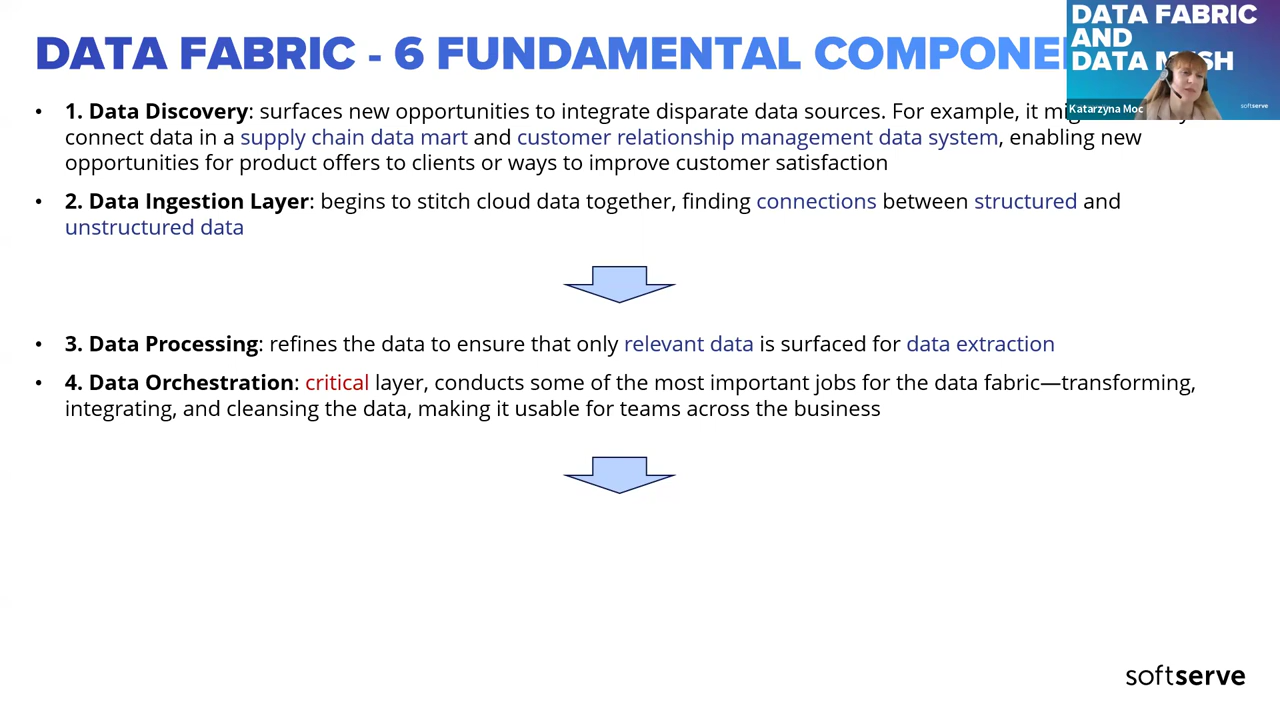 DATA FABRIC - 6 FUNDAMENTAL
DATA FABRIC
AND
DATA
Katarzyna Moc
softserve
• 1. Data Discovery: surfaces new opportunities to integrate disparate data sources. For example, it
connect data in a supply chain data mart and customer relationship management data system, enabling new
opportunities for product offers to clients or ways to improve customer satisfaction
• 2. Data Ingestion Layer: begins to stitch cloud data together, finding connections between structured and
unstructured data
• 3. Data Processing: refines the data to ensure that only relevant data is surfaced for data extraction
• 4. Data Orchestration: critical layer, conducts some of the most important jobs for the data fabric—transforming,
integrating, and cleansing the data, making it usable for teams across the business
softserve